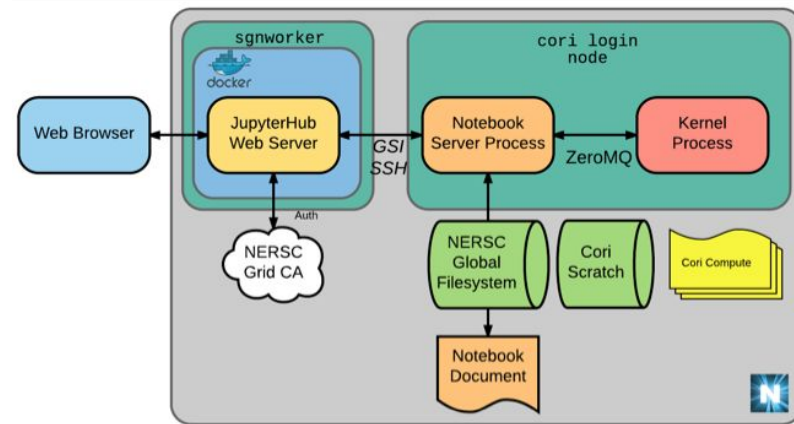 sgnworker
cori login
node
docker
Web Browser
JupyterHub
Web Server
GSI
SSH
Notebook
Server Process
ZeroMQ
Kernel
Process
Auth
NERSC
Grid CA
NERSC
Global
Filesystem
Cori
Scratch
Cori Compute
Notebook
Document
N